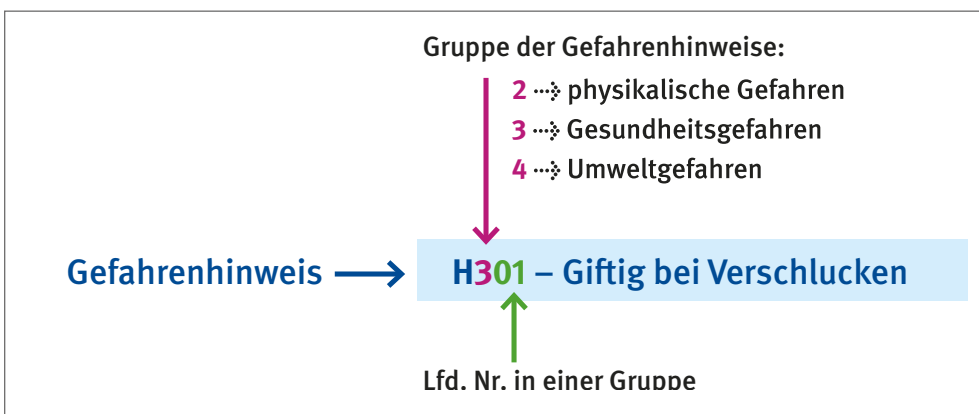 Gruppe der Gefahrenhinweise:
2 ⋯> physikalische Gefahren
3 ⋯> Gesundheitsgefahren
4 ⋯> Umweltgefahren
Gefahrenhinweis → H301 – Giftig bei Verschlucken
Lfd. Nr. in einer Gruppe